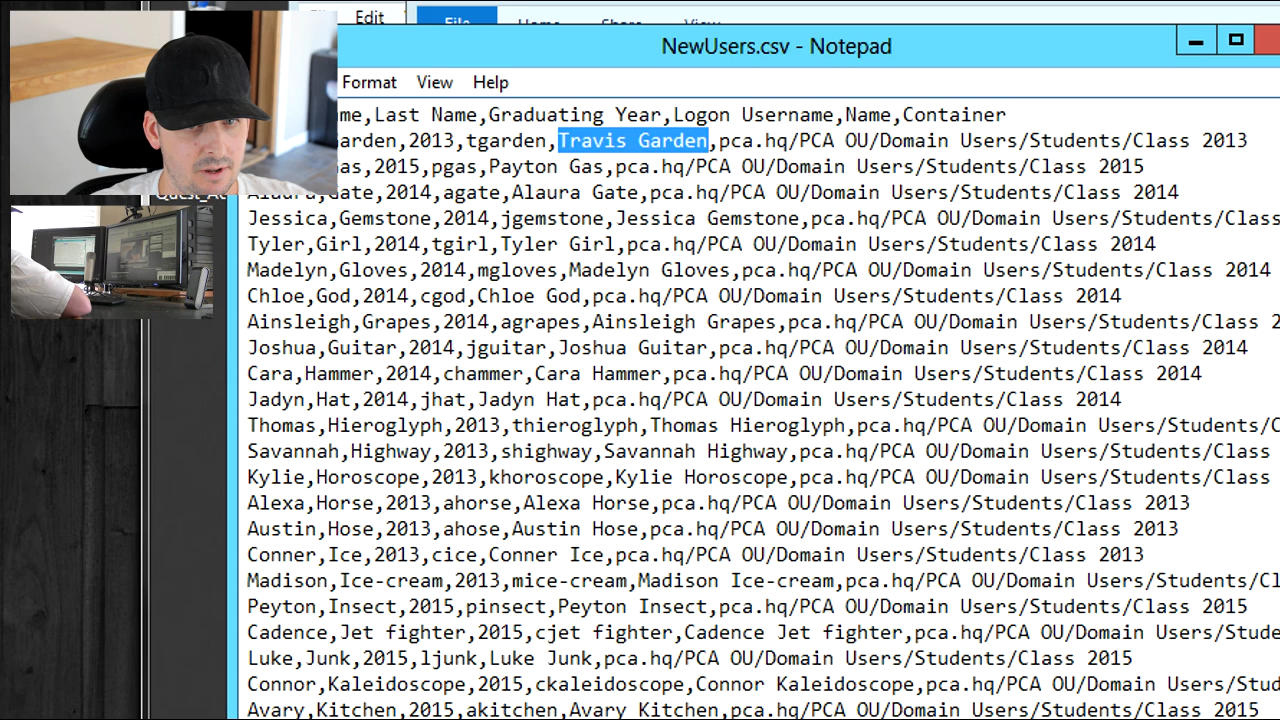 Edit
File Home Share View
NewUsers.csv - Notepad
Format View Help
me,Last Name,Graduating Year,Logon Username,Name,Container
arden,2013,tgarden,Travis Garden,pca.hq/PCA OU/Domain Users/Students/Class 2013
as,2015,pgas,Payton Gas,pca.hq/PCA OU/Domain Users/Students/Class 2015
Alaura,Gate,2014,agate,Alaura Gate,pca.hq/PCA OU/Domain Users/Students/Class 2014
Jessica,Gemstone,2014,jgemstone,Jessica Gemstone,pca.hq/PCA OU/Domain Users/Students/Class
Tyler,Girl,2014,tgirl,Tyler Girl,pca.hq/PCA OU/Domain Users/Students/Class 2014
Madelyn,Gloves,2014,mgloves,Madelyn Gloves,pca.hq/PCA OU/Domain Users/Students/Class 2014
Chloe,God,2014,cgod,Chloe God,pca.hq/PCA OU/Domain Users/Students/Class 2014
Ainsleigh,Grapes,2014,agrapes,Ainsleigh Grapes,pca.hq/PCA OU/Domain Users/Students/Class 2
Joshua,Guitar,2014,jguitar,Joshua Guitar,pca.hq/PCA OU/Domain Users/Students/Class 2014
Cara,Hammer,2014,chammer,Cara Hammer,pca.hq/PCA OU/Domain Users/Students/Class 2014
Jadyn,Hat,2014,jhat,Jadyn Hat,pca.hq/PCA OU/Domain Users/Students/Class 2014
Thomas,Hieroglyph,2013,thieroglyph,Thomas Hieroglyph,pca.hq/PCA OU/Domain Users/Students/C
Savannah,Highway,2013,shighway,Savannah Highway,pca.hq/PCA OU/Domain Users/Students/Class
Kylie,Horoscope,2013,khoroscope,Kylie Horoscope,pca.hq/PCA OU/Domain Users/Students/Class
Alexa,Horse,2013,ahorse,Alexa Horse,pca.hq/PCA OU/Domain Users/Students/Class 2013
Austin,Hose,2013,ahose,Austin Hose,pca.hq/PCA OU/Domain Users/Students/Class 2013
Conner,Ice,2013,cice,Conner Ice,pca.hq/PCA OU/Domain Users/Students/Class 2013
Madison,Ice-cream,2013,mice-cream,Madison Ice-cream,pca.hq/PCA OU/Domain Users/Students/Cl
Peyton,Insect,2015,pinsect,Peyton Insect,pca.hq/PCA OU/Domain Users/Students/Class 2015
Cadence,Jet fighter,2015,cjet fighter,Cadence Jet fighter,pca.hq/PCA OU/Domain Users/Stude
Luke,Junk,2015,ljunk,Luke Junk,pca.hq/PCA OU/Domain Users/Students/Class 2015
Connor,Kaleidoscope,2015,ckaleidoscope,Connor Kaleidoscope,pca.hq/PCA OU/Domain Users/Stud
Avary,Kitchen,2015,akitchen,Avary Kitchen,pca.hq/PCA OU/Domain Users/Students/Class 2015